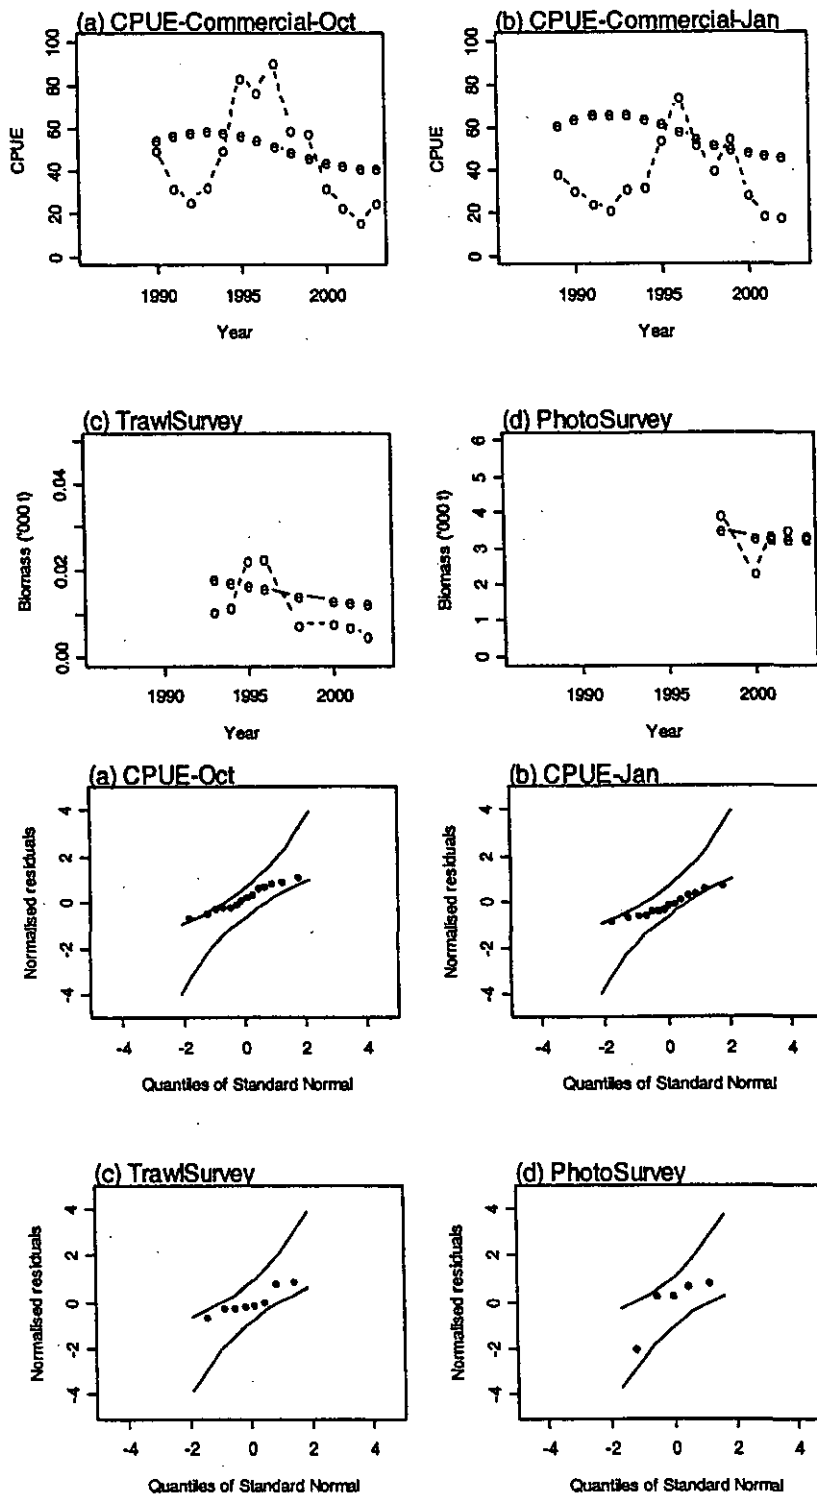 (a) CPUE-Commercial-Oct
CPUE
0 20 40 60 80 100
1990 1995 2000
Year
(b) CPUE-Commercial-Jan
CPUE
0 20 40 60 80 100
1990 1995 2000
Year
(c) TrawlSurvey
Biomass ('000 t)
0.00 0.02 0.04
1990 1995 2000
Year
(d) PhotoSurvey
Biomass ('000 t)
0 1 2 3 4 5 6
1990 1995 2000
Year
(a) CPUE-Oct
Normalised residuals
-4 -2 0 2 4
-4 -2 0 2 4
Quantiles of Standard Normal
(b) CPUE-Jan
Normalised residuals
-4 -2 0 2 4
-4 -2 0 2 4
Quantiles of Standard Normal
(c) TrawlSurvey
Normalised residuals
-4 -2 0 2 4
-4 -2 0 2 4
Quantiles of Standard Normal
(d) PhotoSurvey
Normalised residuals
-4 -2 0 2 4
-4 -2 0 2 4
Quantiles of Standard Normal